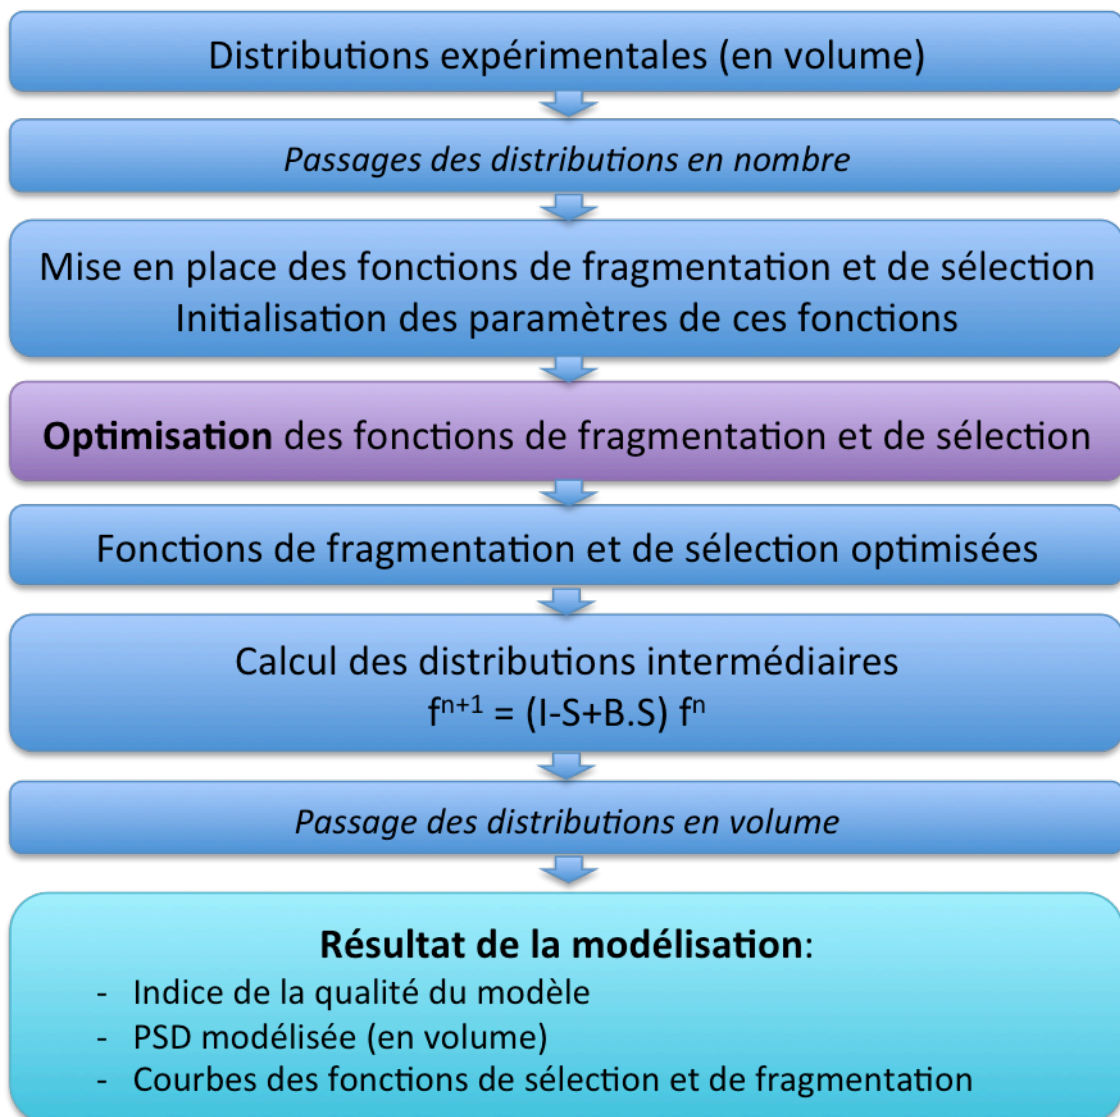 Distributions expérimentales (en volume)
Passages des distributions en nombre
Mise en place des fonctions de fragmentation et de sélection
Initialisation des paramètres de ces fonctions
Optimisation des fonctions de fragmentation et de sélection
Fonctions de fragmentation et de sélection optimisées
Calcul des distributions intermédiaires
fⁿ⁺¹ = (I-S+B.S) fⁿ
Passage des distributions en volume
Résultat de la modélisation:
- Indice de la qualité du modèle
- PSD modélisée (en volume)
- Courbes des fonctions de sélection et de fragmentation